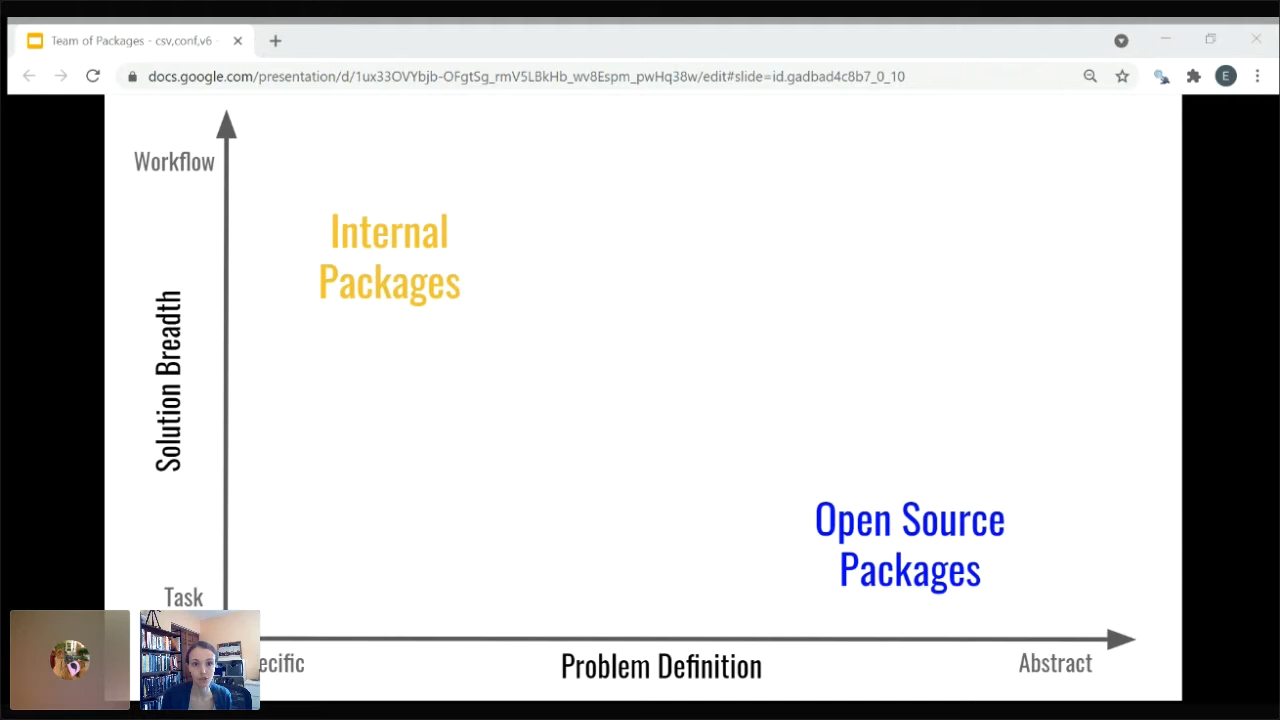 Team of Packages - csv,conf,v6
docs.google.com/presentation/d/1ux33OVYbjb-OFgtSg_rmV5LBkHb_wv8Espm_pwHq38w/edit#slide=id.gadbad4c8b7_0_10
E
Workflow
Internal
Packages
Solution Breadth
Open Source
Packages
Task
ecific
Problem Definition
Abstract